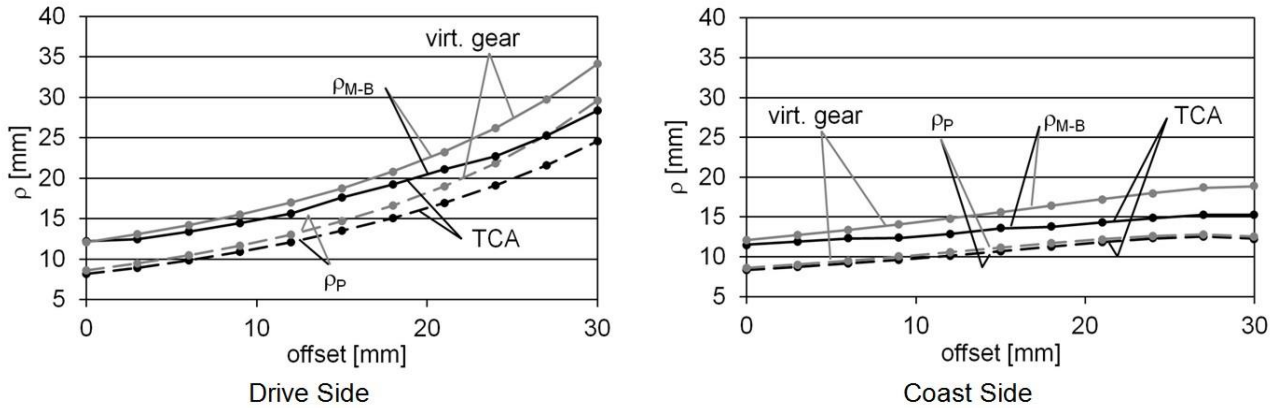 40
35
30
25
20
15
10
5
ρ [mm]
virt. gear
ρM-B
TCA
ρP
0 10 20 30
offset [mm]
Drive Side
40
35
30
25
20
15
10
5
ρ [mm]
virt. gear
ρP
ρM-B
TCA
0 10 20 30
offset [mm]
Coast Side